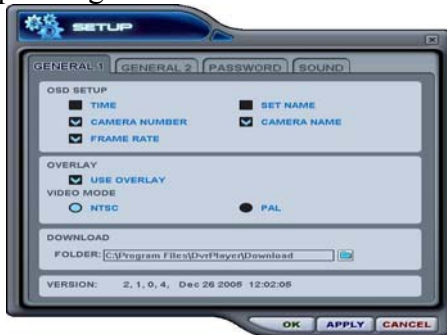 SETUP
GENERAL 1 GENERAL 2 PASSWORD SOUND
OSD SETUP
TIME SET NAME
CAMERA NUMBER CAMERA NAME
FRAME RATE
OVERLAY
USE OVERLAY
VIDEO MODE
NTSC PAL
DOWNLOAD
FOLDER: C:\Program Files\DvrPlayer\Download
VERSION: 2, 1, 0, 4, Dec 26 2005 12:02:05
OK APPLY CANCEL